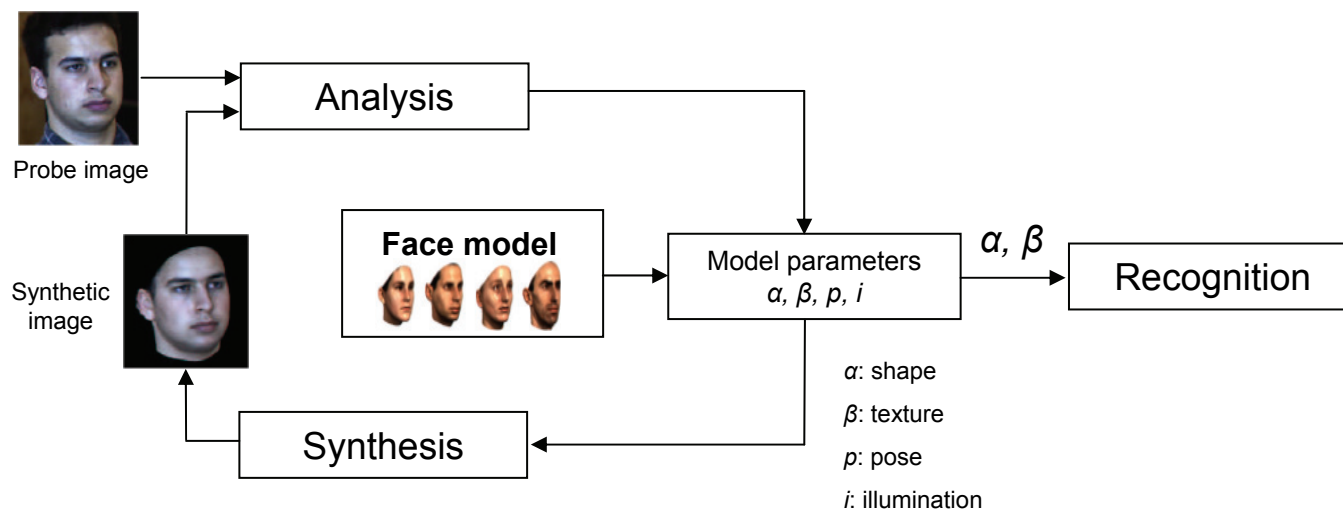 Analysis
Probe image
Face model
Model parameters
α, β, p, i
α, β
Recognition
Synthetic
image
α: shape
β: texture
Synthesis
p: pose
i: illumination